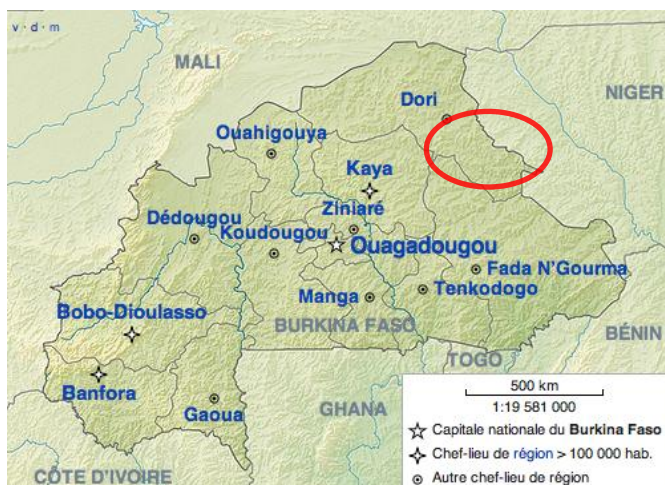 v · d · m
MALI
NIGER
Dori
Ouahigouya
Kaya
Ziniaré
Dédougou
Koudougou
Ouagadougou
Fada N'Gourma
Tenkodogo
Manga
Bobo-Dioulasso
BURKINA FASO
BÉNIN
TOGO
Banfora
Gaoua
GHANA
CÔTE D'IVOIRE
500 km
1:19 581 000
Capitale nationale du Burkina Faso
Chef-lieu de région > 100 000 hab.
Autre chef-lieu de région